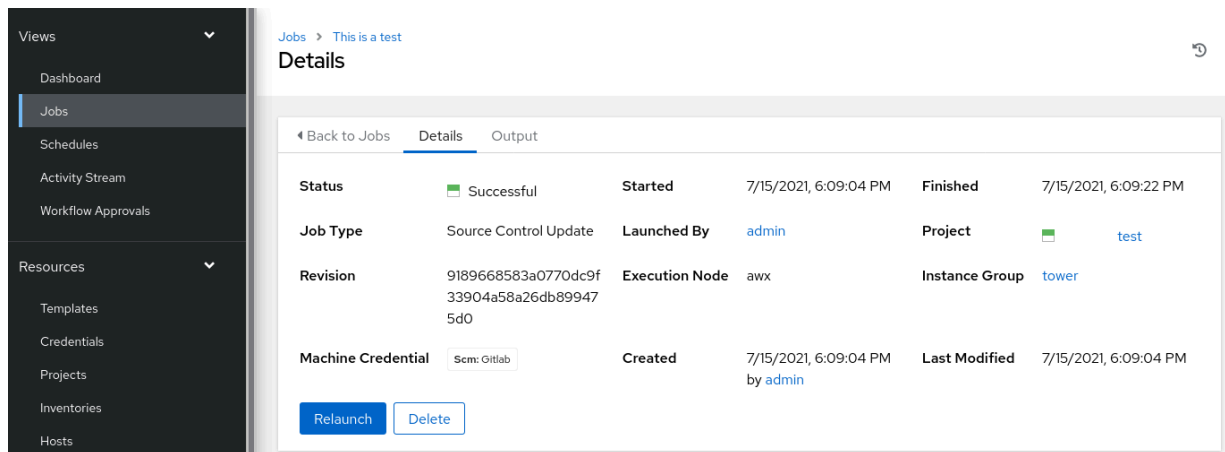 Views
Dashboard
Jobs
Schedules
Activity Stream
Workflow Approvals
Resources
Templates
Credentials
Projects
Inventories
Hosts
Jobs > This is a test
Details
Back to Jobs Details Output
Status Successful Started 7/15/2021, 6:09:04 PM Finished 7/15/2021, 6:09:22 PM
Job Type Source Control Update Launched By admin Project test
Revision 9189668583a0770dc9f Execution Node awx Instance Group tower
33904a58a26db89947
5d0
Machine Credential Scm: Gitlab Created 7/15/2021, 6:09:04 PM Last Modified 7/15/2021, 6:09:04 PM
by admin
Relaunch Delete